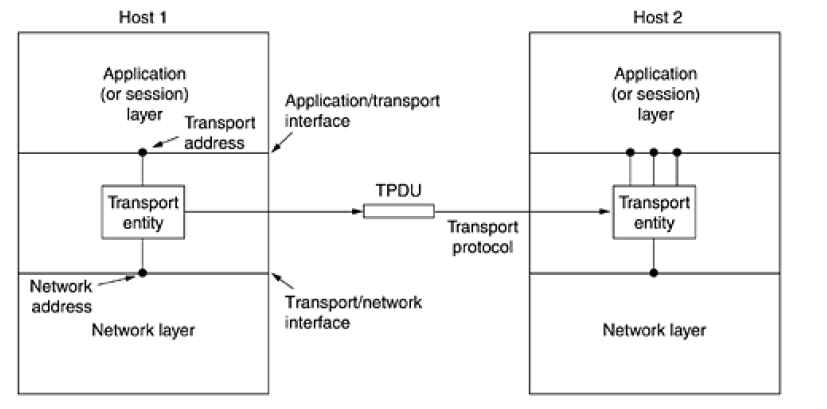 Host 1
Host 2
Application
(or session)
layer
Transport
address
Application/transport
interface
Application
(or session)
layer
Transport
entity
TPDU
Transport
protocol
Transport
entity
Network
address
Transport/network
interface
Network layer
Network layer